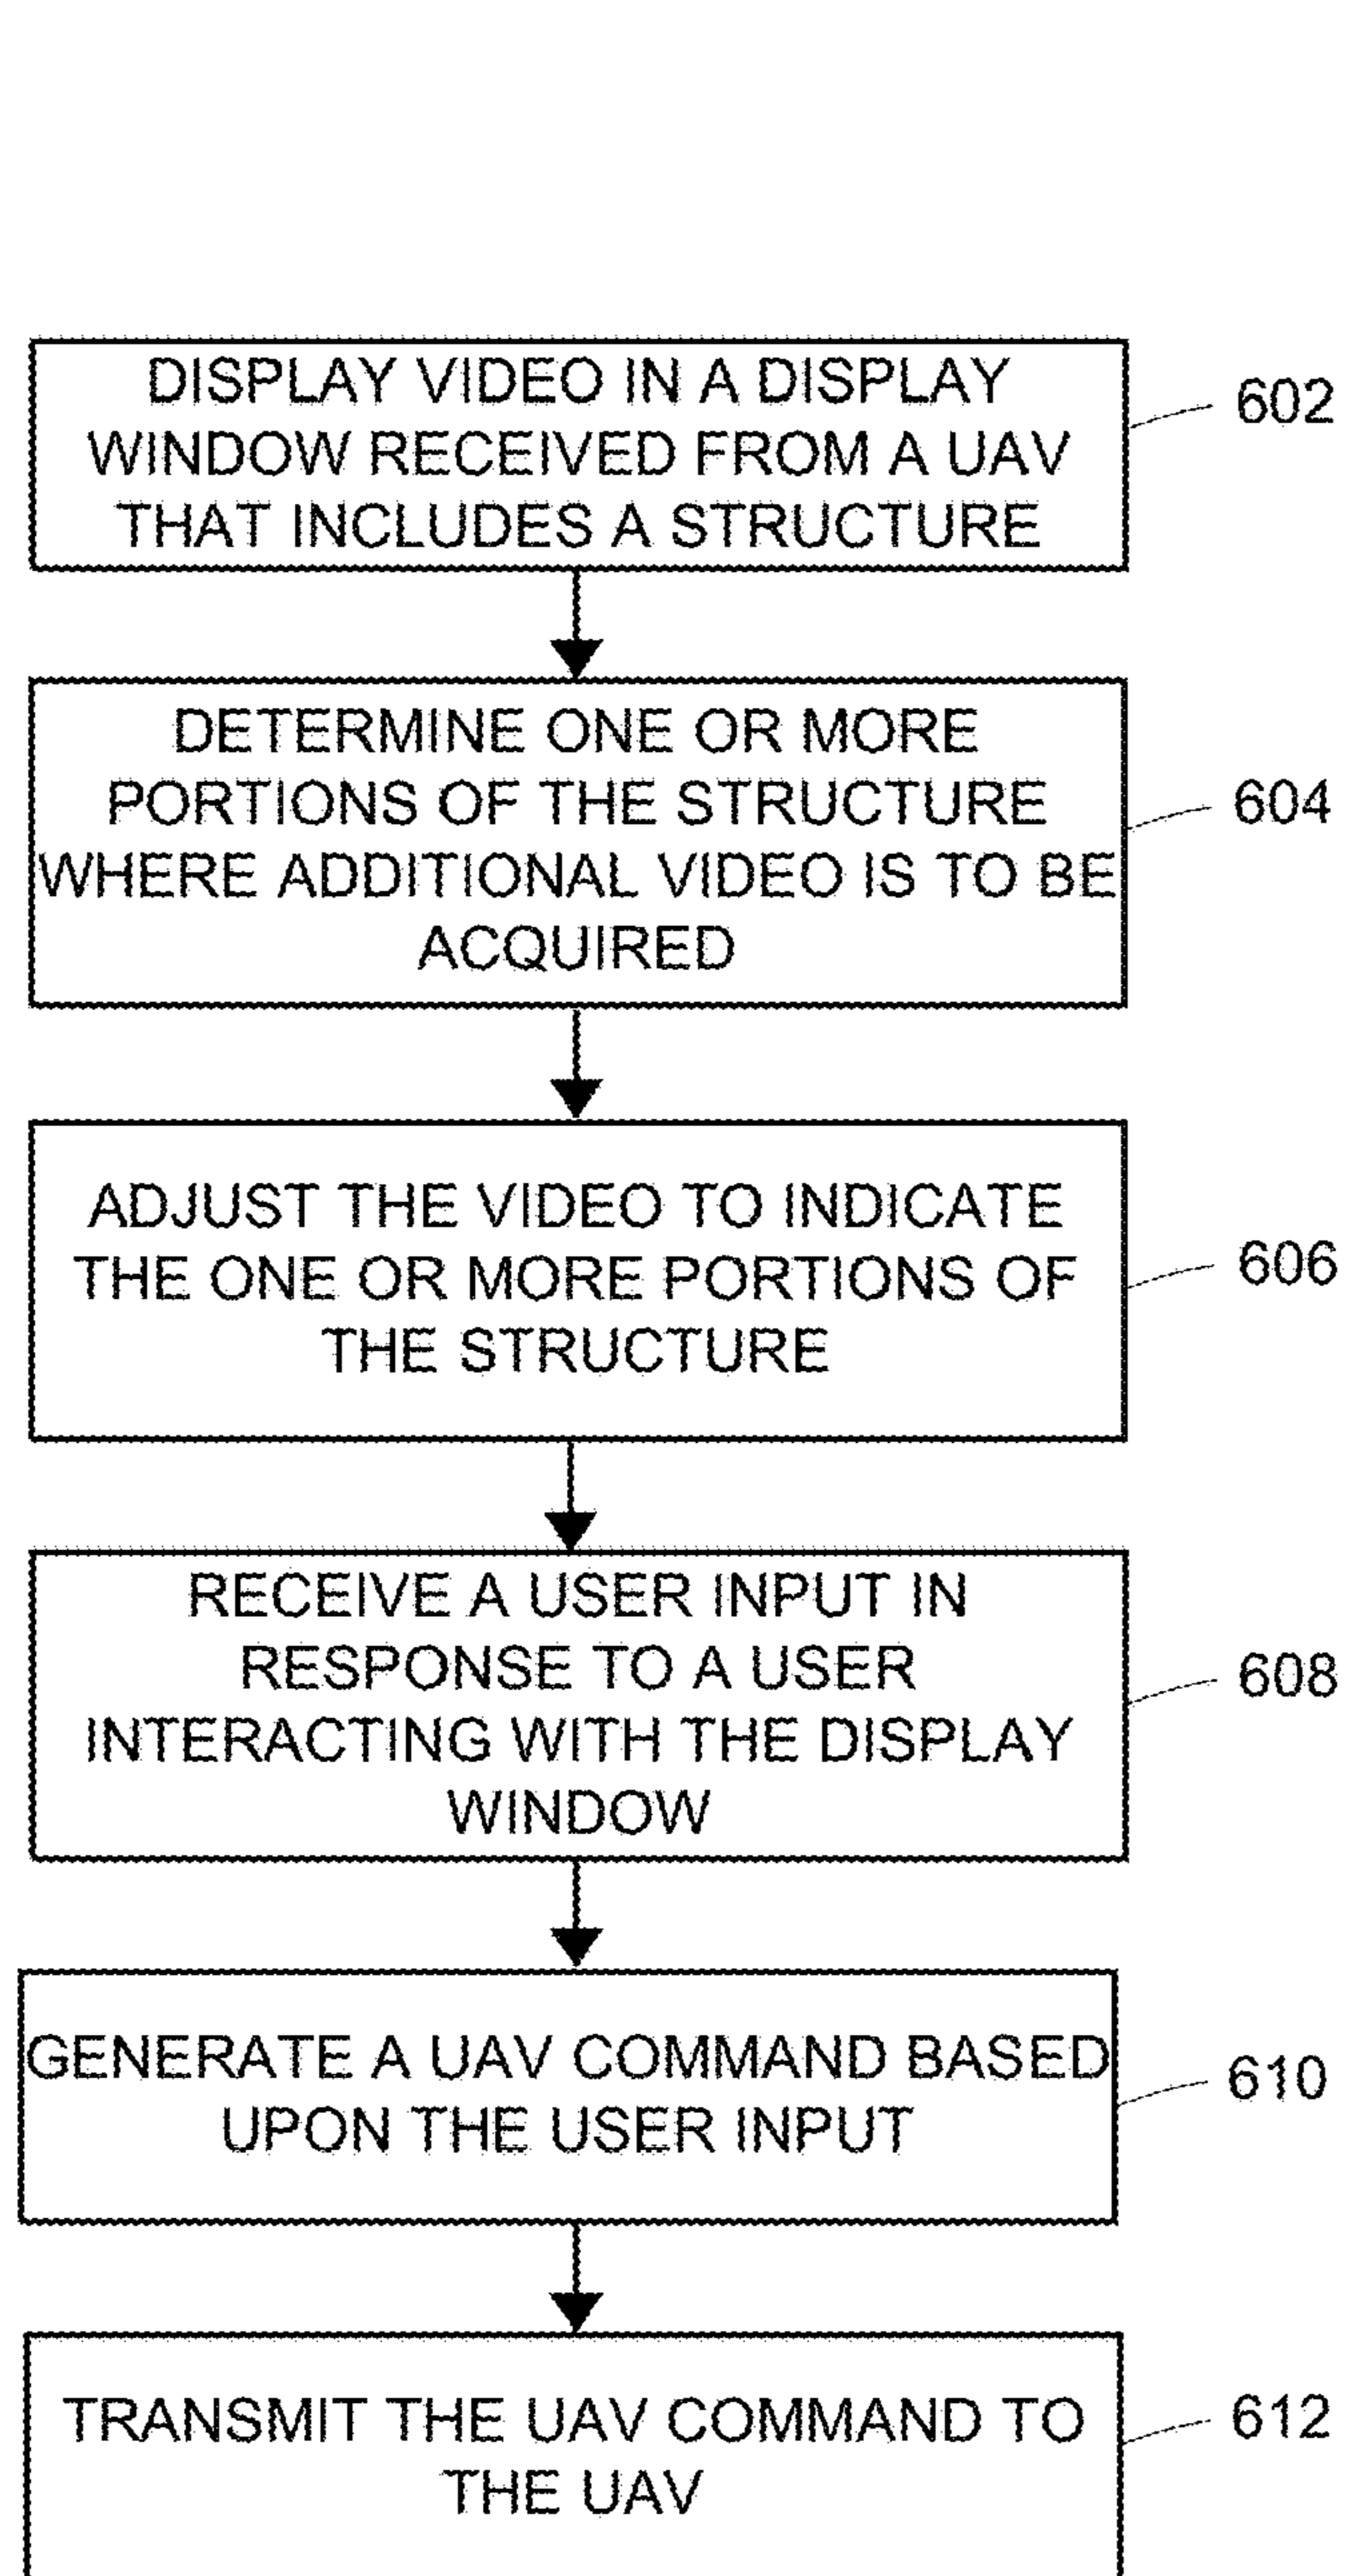 DISPLAY VIDEO IN A DISPLAY
WINDOW RECEIVED FROM A UAV
THAT INCLUDES A STRUCTURE
602
DETERMINE ONE OR MORE
PORTIONS OF THE STRUCTURE
WHERE ADDITIONAL VIDEO IS TO BE
ACQUIRED
604
ADJUST THE VIDEO TO INDICATE
THE ONE OR MORE PORTIONS OF
THE STRUCTURE
606
RECEIVE A USER INPUT IN
RESPONSE TO A USER
INTERACTING WITH THE DISPLAY
WINDOW
608
GENERATE A UAV COMMAND BASED
UPON THE USER INPUT
610
TRANSMIT THE UAV COMMAND TO
THE UAV
612